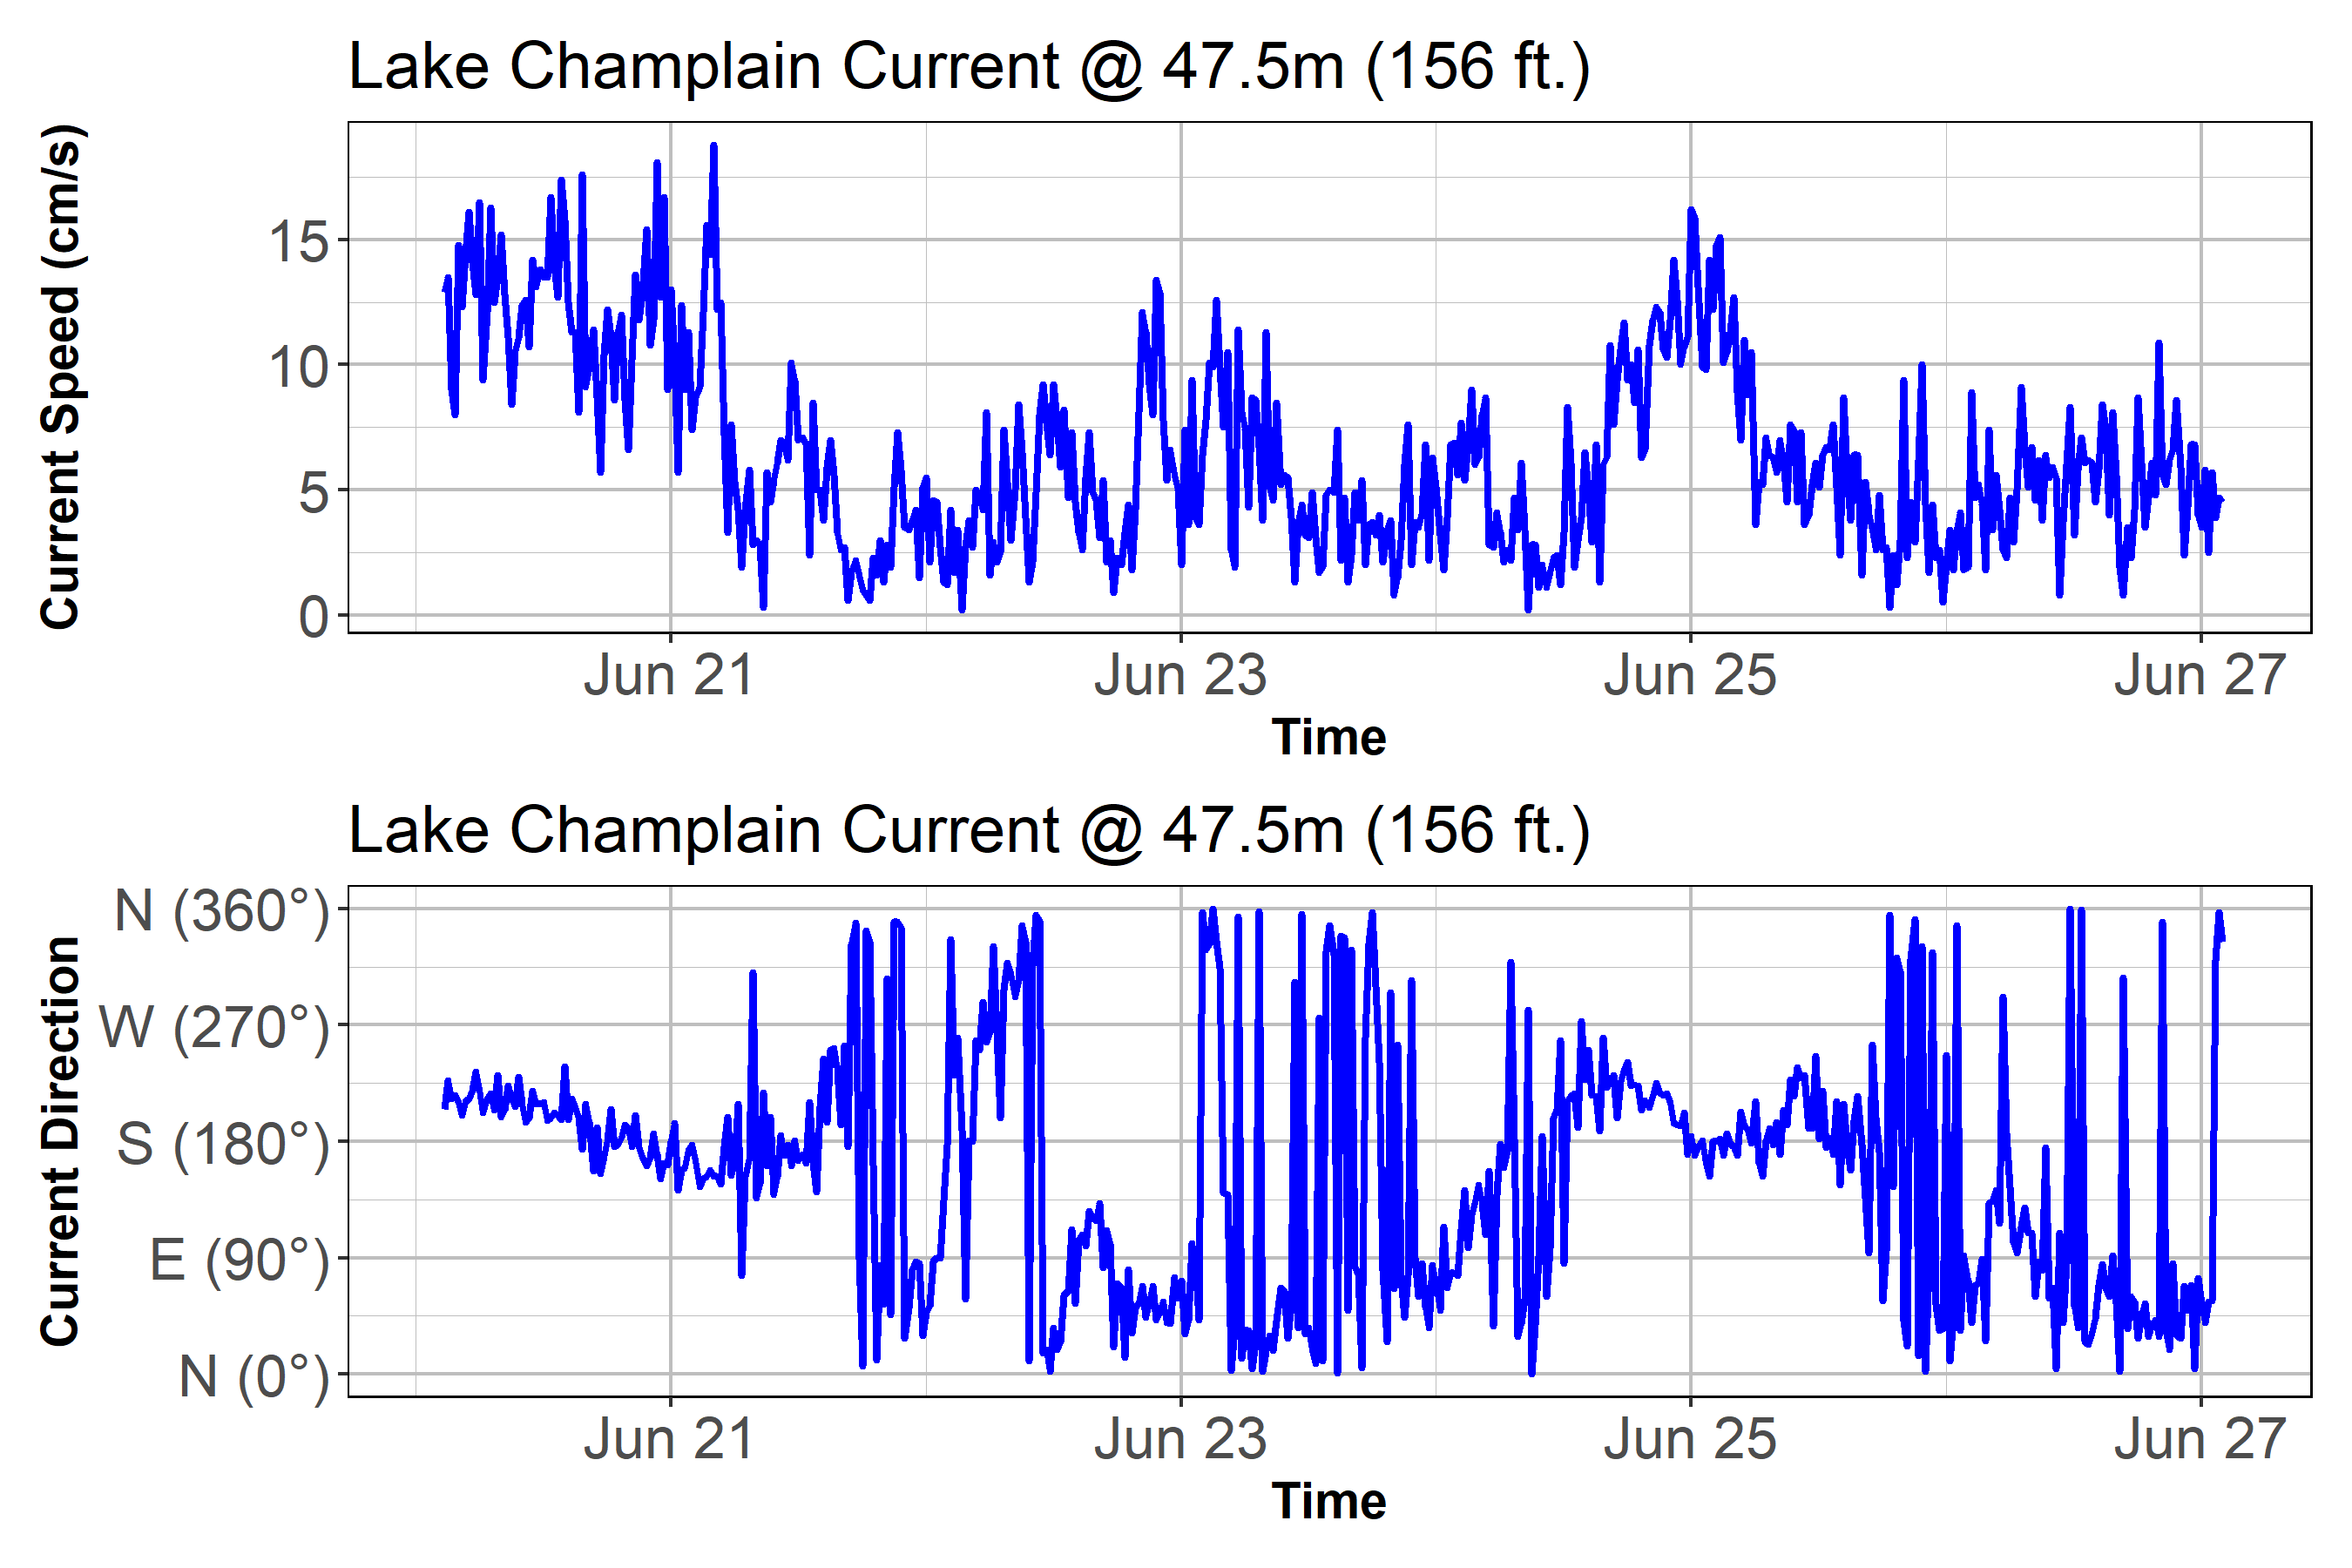 Lake Champlain Current @ 47.5m (156 ft.)
Current Speed (cm/s)
15
10
5
0
Jun 21 Jun 23 Jun 25 Jun 27
Time
Lake Champlain Current @ 47.5m (156 ft.)
Current Direction
N (360°)
W (270°)
S (180°)
E (90°)
N (0°)
Jun 21 Jun 23 Jun 25 Jun 27
Time